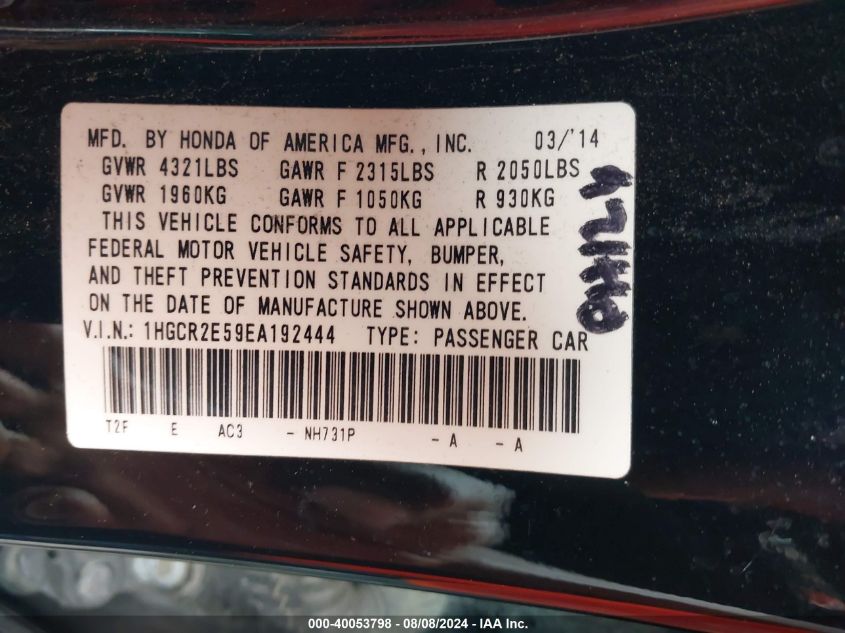 MFD. BY HONDA OF AMERICA MFG., INC. 03/'14
GVWR 4321LBS GAWR F 2315LBS R 2050LBS
GVWR 1960KG GAWR F 1050KG R 930KG
THIS VEHICLE CONFORMS TO ALL APPLICABLE
FEDERAL MOTOR VEHICLE SAFETY, BUMPER,
AND THEFT PREVENTION STANDARDS IN EFFECT
ON THE DATE OF MANUFACTURE SHOWN ABOVE.
V.I.N.: 1HGCR2E59EA192444 TYPE: PASSENGER CAR
T2F E AC3 - NH731P - A - A
000-40053798 - 08/08/2024 - IAA Inc.